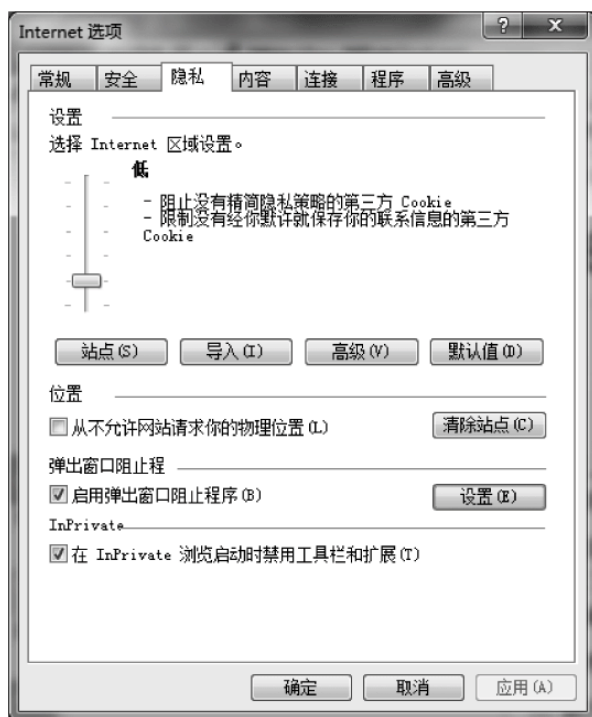 Internet 选项
? x
常规 安全 隐私 内容 连接 程序 高级
设置
选择 Internet 区域设置。
低
- 阻止没有精简隐私策略的第三方 Cookie
- 限制没有经你默许就保存你的联系信息的第三方
Cookie
站点(S) 导入(I) 高级(V) 默认值(D)
位置
从不允许网站请求你的物理位置(L) 清除站点(C)
弹出窗口阻止程
启用弹出窗口阻止程序(B) 设置(E)
InPrivate
在 InPrivate 浏览启动时禁用工具栏和扩展(T)
确定 取消 应用(A)